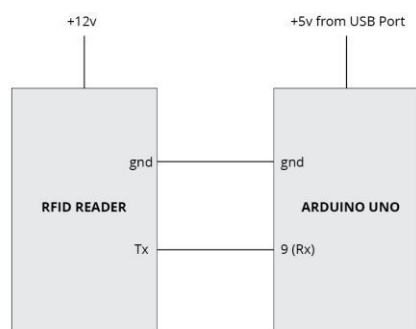 +12v
+5v from USB Port
gnd
gnd
RFID READER
ARDUINO UNO
Tx
9 (Rx)